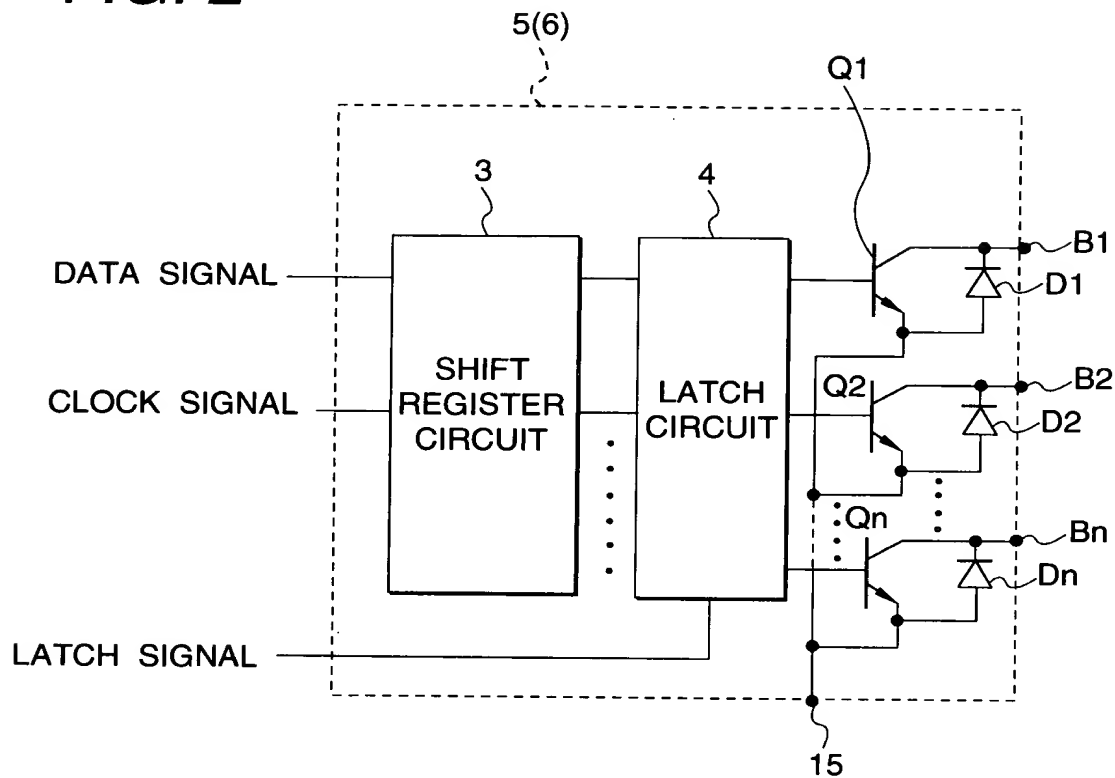 5(6)
Q1
3
4
B1
DATA SIGNAL
D1
SHIFT
REGISTER
CIRCUIT
LATCH
CIRCUIT
B2
Q2
CLOCK SIGNAL
D2
Qn
Bn
Dn
LATCH SIGNAL
15